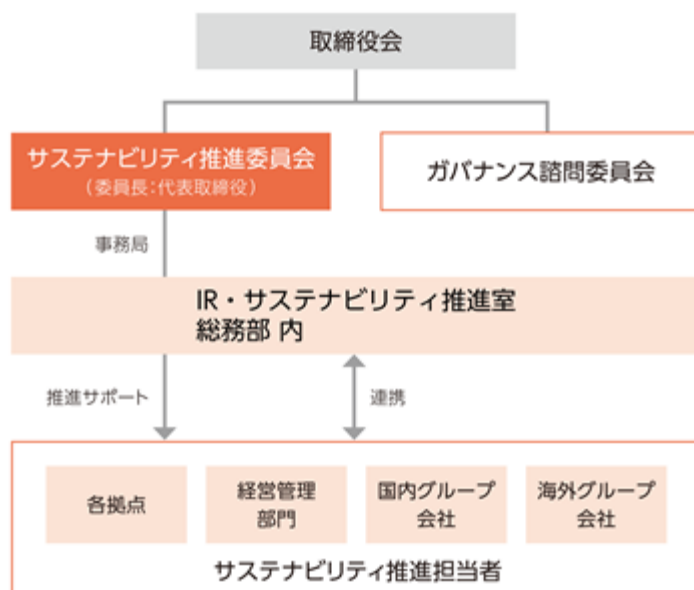 取締役会
サステナビリティ推進委員会
（委員長：代表取締役）
ガバナンス諮問委員会
事務局
IR・サステナビリティ推進室
総務部 内
推進サポート
連携
各拠点
経営管理
部門
国内グループ
会社
海外グループ
会社
サステナビリティ推進担当者